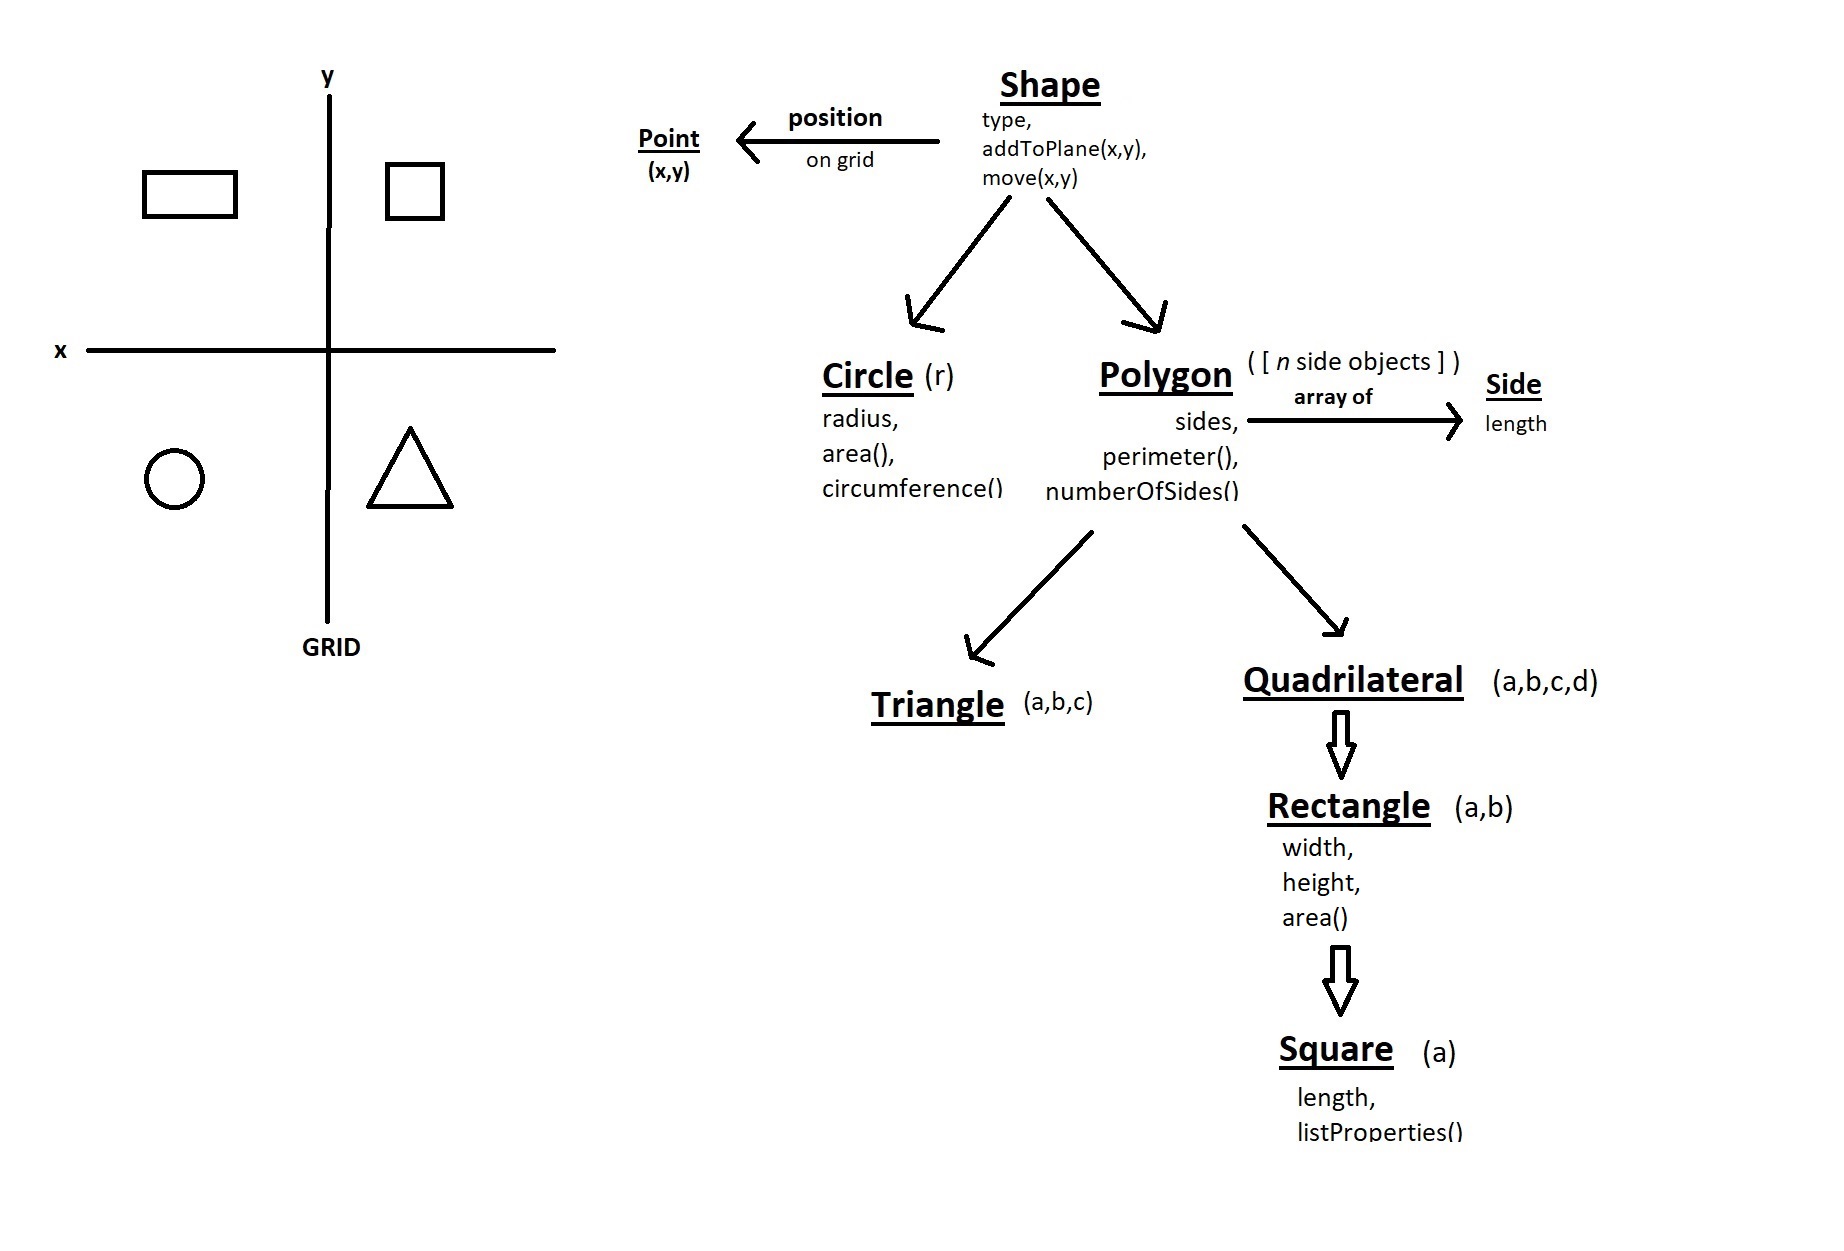 y
x
GRID
Shape
type,
addToPlane(x,y),
move(x,y)
position
on grid
Point
(x,y)
Circle (r)
radius,
area(),
circumference()
Polygon ( [ n side objects ] )
sides,
perimeter(),
numberOfSides()
array of
Side
length
Triangle (a,b,c)
Quadrilateral (a,b,c,d)
Rectangle (a,b)
width,
height,
area()
Square (a)
length,
listProperties()